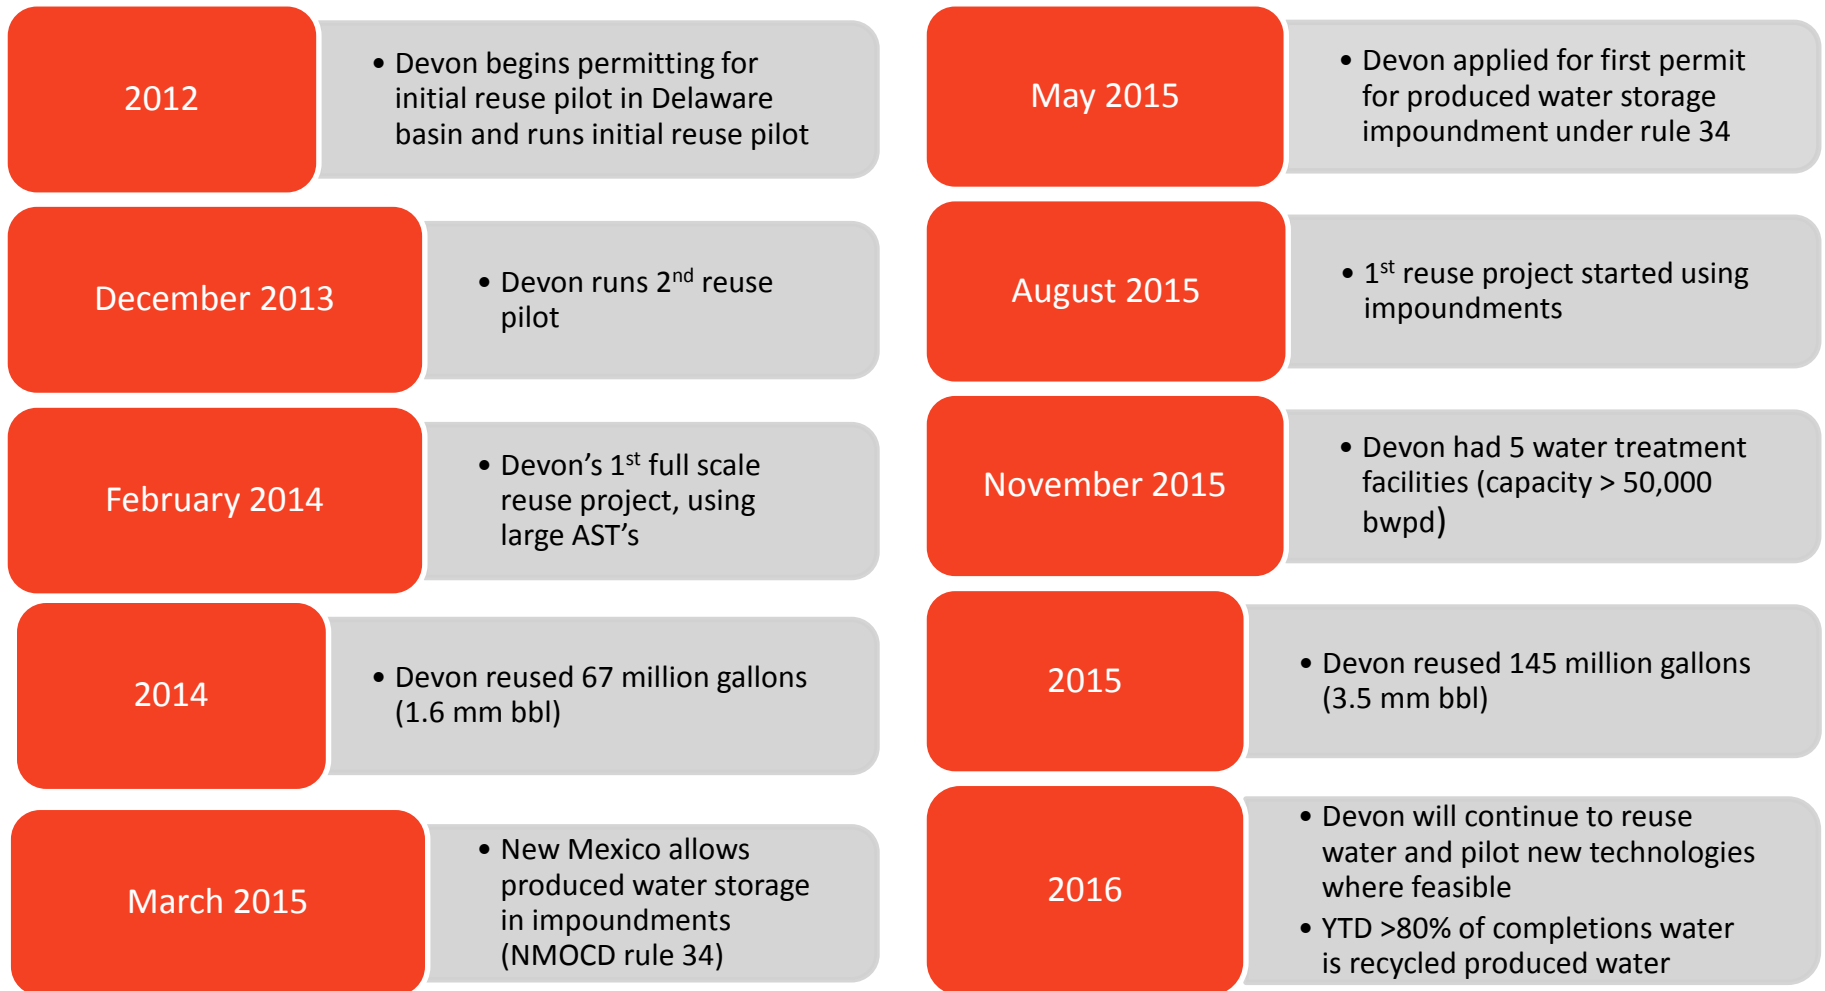 2012
• Devon begins permitting for
initial reuse pilot in Delaware
basin and runs initial reuse pilot
December 2013
• Devon runs 2nd reuse
pilot
February 2014
• Devon’s 1st full scale
reuse project, using
large AST’s
2014
• Devon reused 67 million gallons
(1.6 mm bbl)
March 2015
• New Mexico allows
produced water storage
in impoundments
(NMOCD rule 34)
May 2015
• Devon applied for first permit
for produced water storage
impoundment under rule 34
August 2015
• 1st reuse project started using
impoundments
November 2015
• Devon had 5 water treatment
facilities (capacity > 50,000
bwpd)
2015
• Devon reused 145 million gallons
(3.5 mm bbl)
2016
• Devon will continue to reuse
water and pilot new technologies
where feasible
• YTD >80% of completions water
is recycled produced water